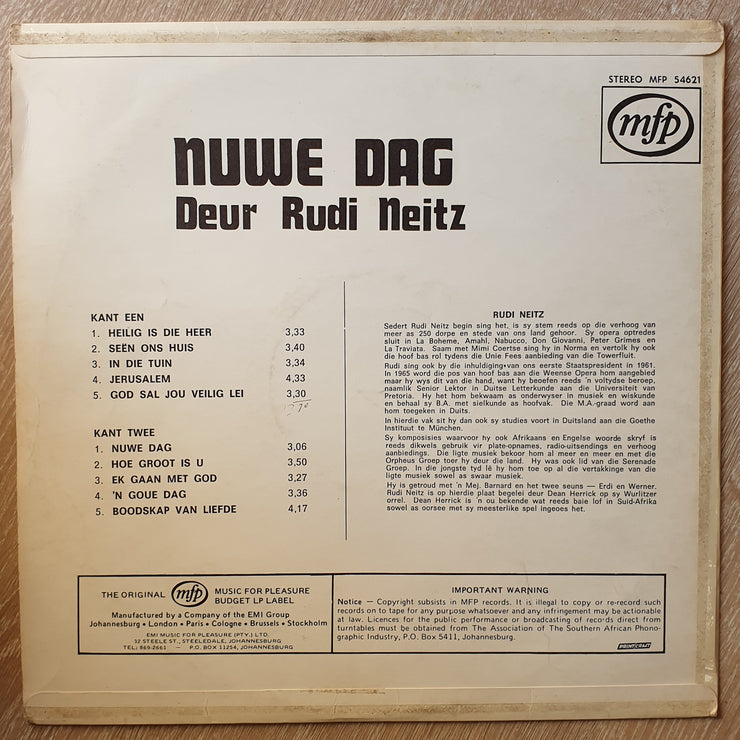 STEREO MFP 54621
mfp
NUWE DAG
Deur Rudi Neitz
KANT EEN
1. HEILIG IS DIE HEER 3,33
2. SEËN ONS HUIS 3,40
3. IN DIE TUIN 3,34
4. JERUSALEM 4,33
5. GOD SAL JOU VEILIG LEI 3,30
KANT TWEE
1. NUWE DAG 3,06
2. HOE GROOT IS U 3,50
3. EK GAAN MET GOD 3,27
4. 'N GOUE DAG 3,36
5. BOODSKAP VAN LIEFDE 4,17
RUDI NEITZ
Sedert Rudi Neitz begin sing het, is sy stem reeds op die verhoog van
meer as 250 dorpe en stede van ons land gehoor. Sy opera optredes
sluit in La Boheme, Amahl, Nabucco, Don Giovanni, Peter Grimes en
La Traviata. Saam met Mimi Coertse sing hy in Norma en vertolk hy ook
die hoof bas rol tydens die Unie Fees aanbieding van die Towerfluit.
Rudi sing ook by die inhuldiging van ons eerste Staatspresident in 1961.
In 1965 word die pos van hoof bas aan die Weense Opera hom aangebied
maar hy wys dit van die hand, want hy beoefen reeds 'n voltydse beroep,
naamlik Senior Lektor in Duitse Letterkunde aan die Universiteit van
Pretoria. Hy het hom bekwaam as onderwyser in musiek en wiskunde
en behaal sy B.A. met sielkunde as hoofvak. Die M.A.-graad word aan
hom toegeken in Duits.
In hierdie vak sit hy dan ook sy studies voort in Duitsland aan die Goethe
Instituut te München.
Sy komposisies waarvoor hy ook Afrikaans en Engelse woorde skryf is
reeds dikwels gebruik vir plate-opnames, radio-uitsendings en verhoog
aanbiedings. Die ligte musiek bekoor hom al meer en meer en met die
Orpheus Groep toer hy deur die land. Hy was ook lid van die Serenade
Groep. In die jongste tyd lê hy hom toe op al die vertakkinge van die
ligte musiek sowel as swaar musiek.
Hy is getroud met 'n Mej. Barnard en het twee seuns — Erdi en Werner.
Rudi Neitz is op hierdie plaat begelei deur Dean Herrick op sy Wurlitzer
orrel. Dean Herrick is 'n ou bekende wat reeds baie lof in Suid-Afrika
sowel as oorsee met sy meesterlike spel ingeoes het.
THE ORIGINAL mfp MUSIC FOR PLEASURE
BUDGET LP LABEL
Manufactured by a Company of the EMI Group
Johannesburg • London • Paris • Cologne • Brussels • Stockholm
EMI MUSIC FOR PLEASURE (PTY.) LTD.
12 STEELE ST., STEELEDALE, JOHANNESBURG
TEL: 869-2661 — P.O. BOX 11254, JOHANNESBURG
IMPORTANT WARNING
Notice – Copyright subsists in MFP records. It is illegal to copy or re-record such
records on to tape for any purpose whatsoever and any infringement may be actionable
at law. Licences for the public performance or broadcasting of records direct from
turntables must be obtained from The Association of The Southern African Phono-
graphic Industry, P.O. Box 5411, Johannesburg.
PRINTCRAFT